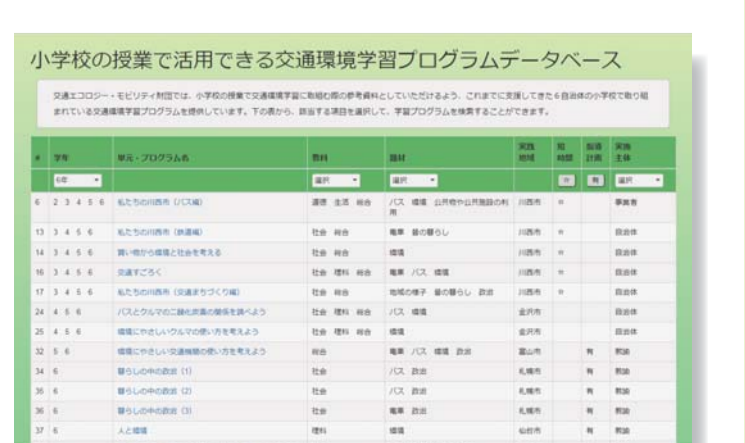 小学校の授業で活用できる交通環境学習プログラムデータベース
交通エコロジー・モビリティ財団では、小学校の授業で交通環境学習に取組む際の参考資料としていただけるよう、これまでに支援してきた6自治体の小学校で取り組
まれている交通環境学習プログラムを提供しています。下の表から、該当する項目を選択して、学習プログラムを検索することができます。
# 学年 単元・プログラム名 教科 題材 実践地域 短時間 指導計画 実施主体
6年 選択 選択 有 選択
6 2 3 4 5 6 私たちの川西市（バス編） 道徳 生活 総合 バス 環境 公共物や公共施設の利用 川西市 事業者
13 3 4 5 6 私たちの川西市（鉄道編） 社会 総合 電車 昔の暮らし 川西市 自治体
14 3 4 5 6 買い物から環境と社会を考える 社会 総合 環境 川西市 自治体
16 3 4 5 6 交通すごろく 社会 理科 総合 電車 バス 環境 川西市 自治体
17 3 4 5 6 私たちの川西市（交通まちづくり編） 社会 総合 地域の様子 昔の暮らし 政治 川西市 自治体
24 4 5 6 バスとクルマの二酸化炭素の関係を調べよう 社会 理科 総合 バス 環境 金沢市 自治体
25 4 5 6 環境にやさしいクルマの使い方を考えよう 社会 理科 総合 環境 金沢市 自治体
32 5 6 環境にやさしい交通機関の使い方を考えよう 総合 電車 バス 環境 政治 富山市 有 教諭
34 6 暮らしの中の政治（1） 社会 バス 政治 札幌市 有 教諭
35 6 暮らしの中の政治（2） 社会 バス 政治 札幌市 有 教諭
36 6 暮らしの中の政治（3） 社会 電車 政治 札幌市 有 教諭
37 6 人と環境 理科 環境 仙台市 有 教諭